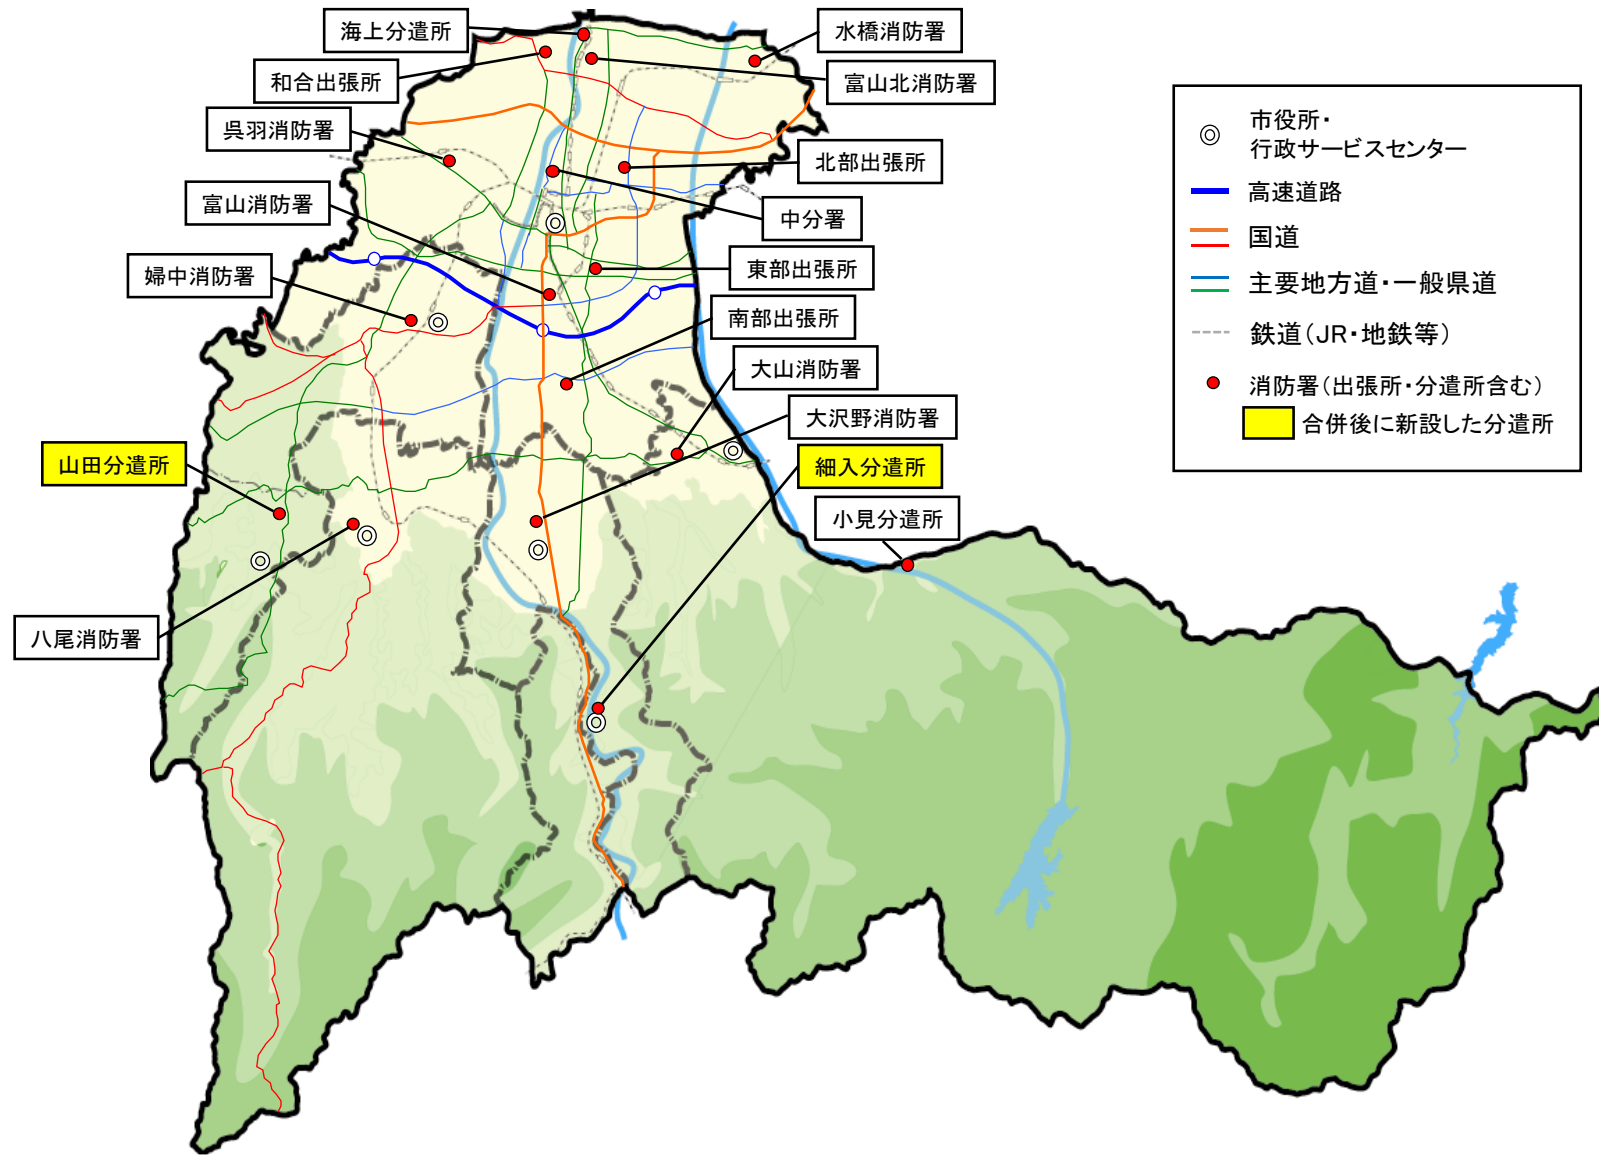 海上分遣所
水橋消防署
和合出張所
富山北消防署
呉羽消防署
北部出張所
富山消防署
中分署
婦中消防署
東部出張所
南部出張所
大山消防署
大沢野消防署
山田分遣所
細入分遣所
小見分遣所
八尾消防署
市役所・
行政サービスセンター
高速道路
国道
主要地方道・一般県道
鉄道（JR・地鉄等）
消防署（出張所・分遣所含む）
合併後に新設した分遣所